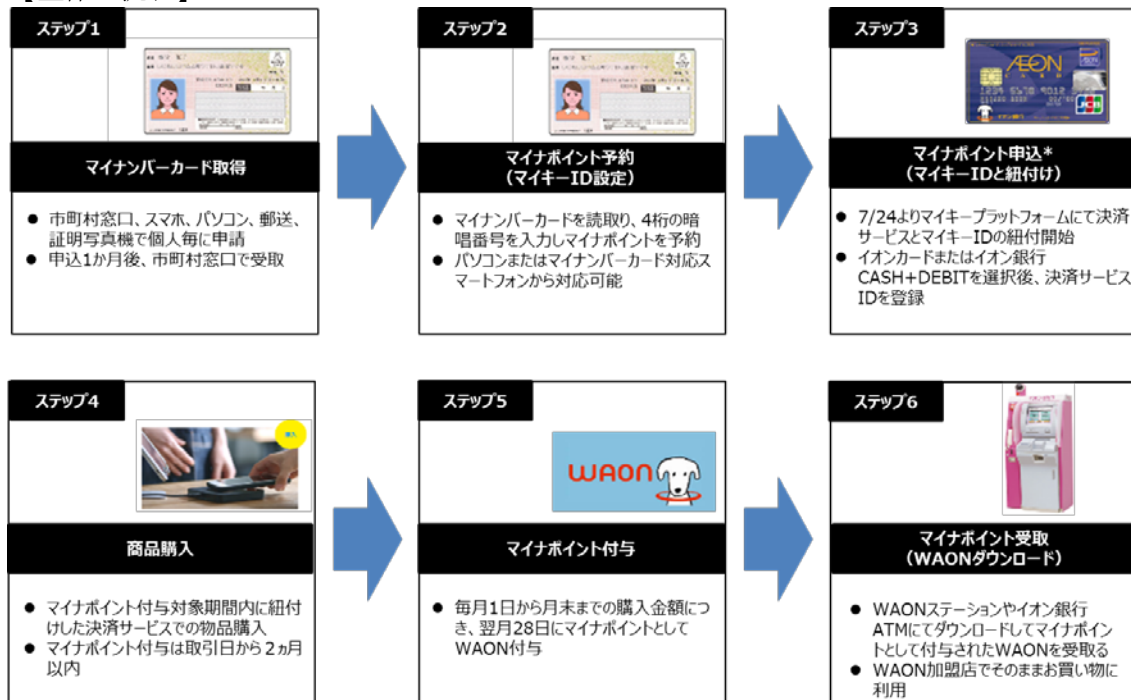 ステップ1
マイナンバーカード取得
● 市町村窓口、スマホ、パソコン、郵送、
証明写真機で個人毎に申請
● 申込1か月後、市町村窓口で受取
ステップ2
マイナポイント予約
（マイキーID設定）
● マイナンバーカードを読取り、4桁の暗
唱番号を入力しマイナポイントを予約
● パソコンまたはマイナンバーカード対応ス
マートフォンから対応可能
ステップ3
AEON
CARD
JCB
イオン銀行
マイナポイント申込*
（マイキーIDと紐付け）
● 7/24よりマイキープラットフォームにて決済
サービスとマイキーIDの紐付開始
● イオンカードまたはイオン銀行
CASH+DEBITを選択後、決済サービス
IDを登録
ステップ4
購入
商品購入
● マイナポイント付与対象期間内に紐付
けした決済サービスでの物品購入
● マイナポイント付与は取引日から2ヵ月
以内
ステップ5
WAON
マイナポイント付与
● 毎月1日から月末までの購入金額につ
き、翌月28日にマイナポイントとして
WAON付与
ステップ6
マイナポイント受取
（WAONダウンロード）
● WAONステーションやイオン銀行
ATMにてダウンロードしてマイナポイン
トとして付与されたWAONを受取る
● WAON加盟店でそのままお買い物に
利用